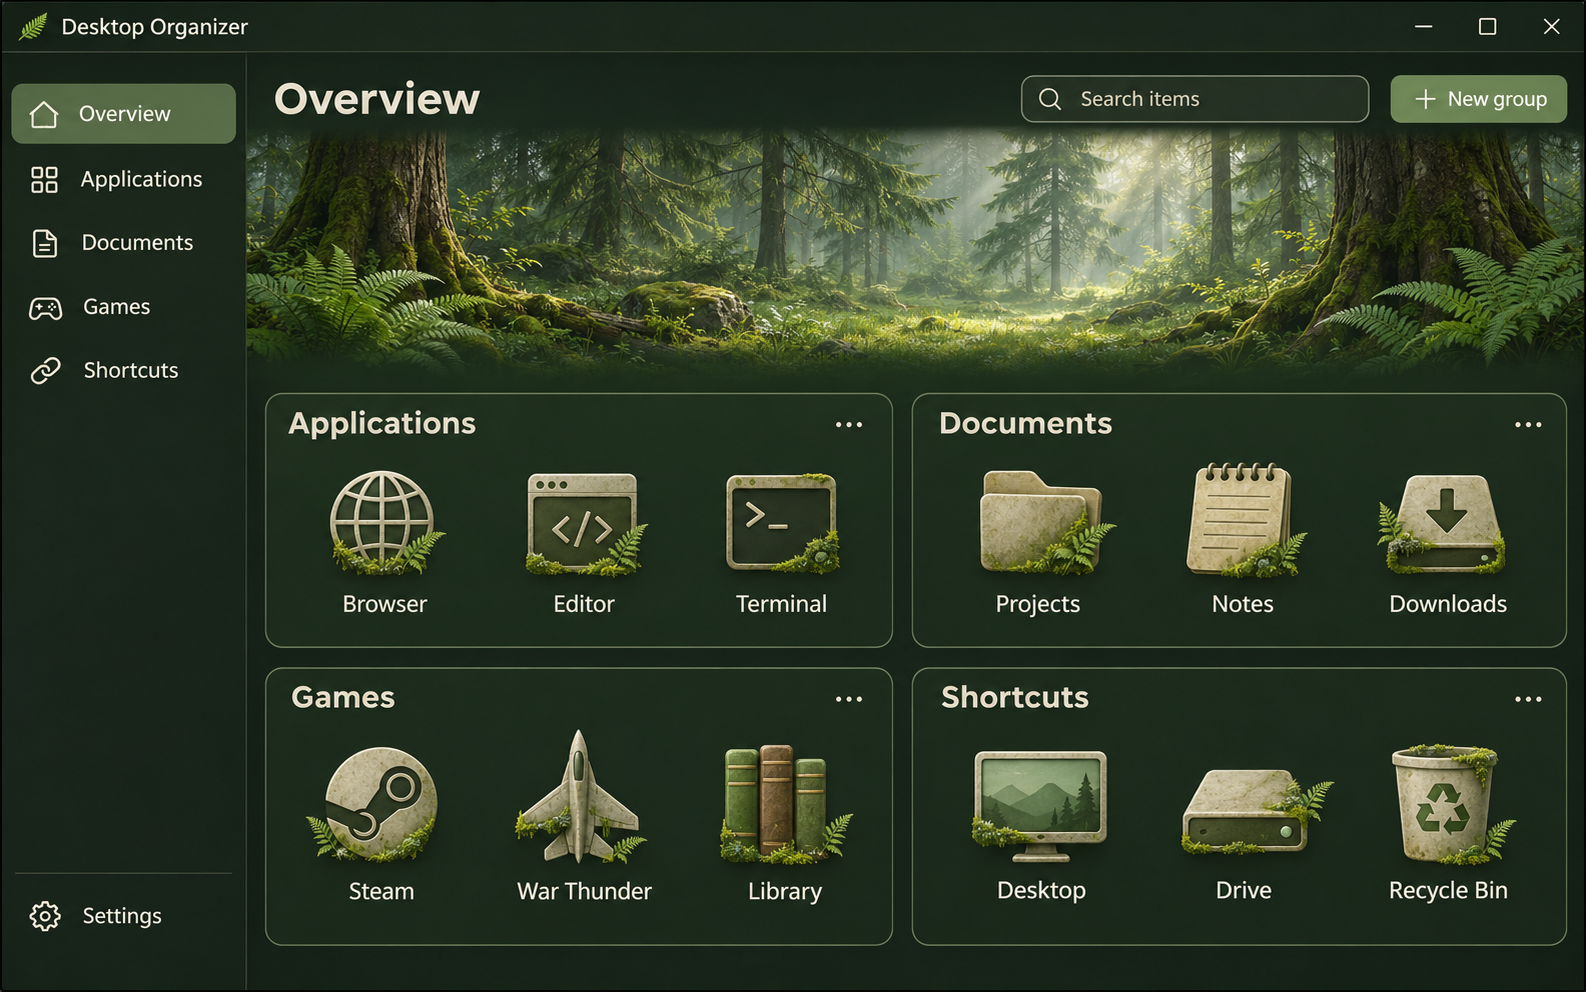 Desktop Organizer
Overview
Applications
Documents
Games
Shortcuts
Settings
Overview
Search items
New group
Applications
Browser
Editor
Terminal
Documents
Projects
Notes
Downloads
Games
Steam
War Thunder
Library
Shortcuts
Desktop
Drive
Recycle Bin